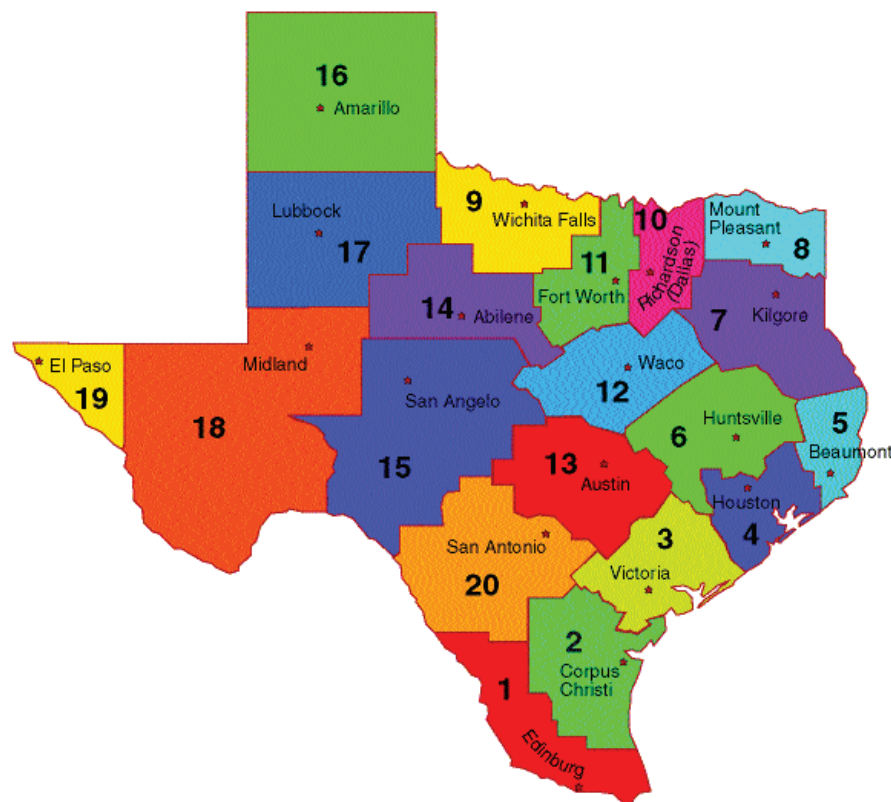 16
Amarillo
Lubbock
17
9
Wichita Falls
10
Richardson
(Dallas)
Mount
Pleasant
8
11
Fort Worth
14
Abilene
7
Kilgore
El Paso
19
Midland
18
San Angelo
15
Waco
12
Huntsville
6
5
Beaumont
13
Austin
Houston
4
San Antonio
20
3
Victoria
2
Corpus
Christi
1
Edinburg